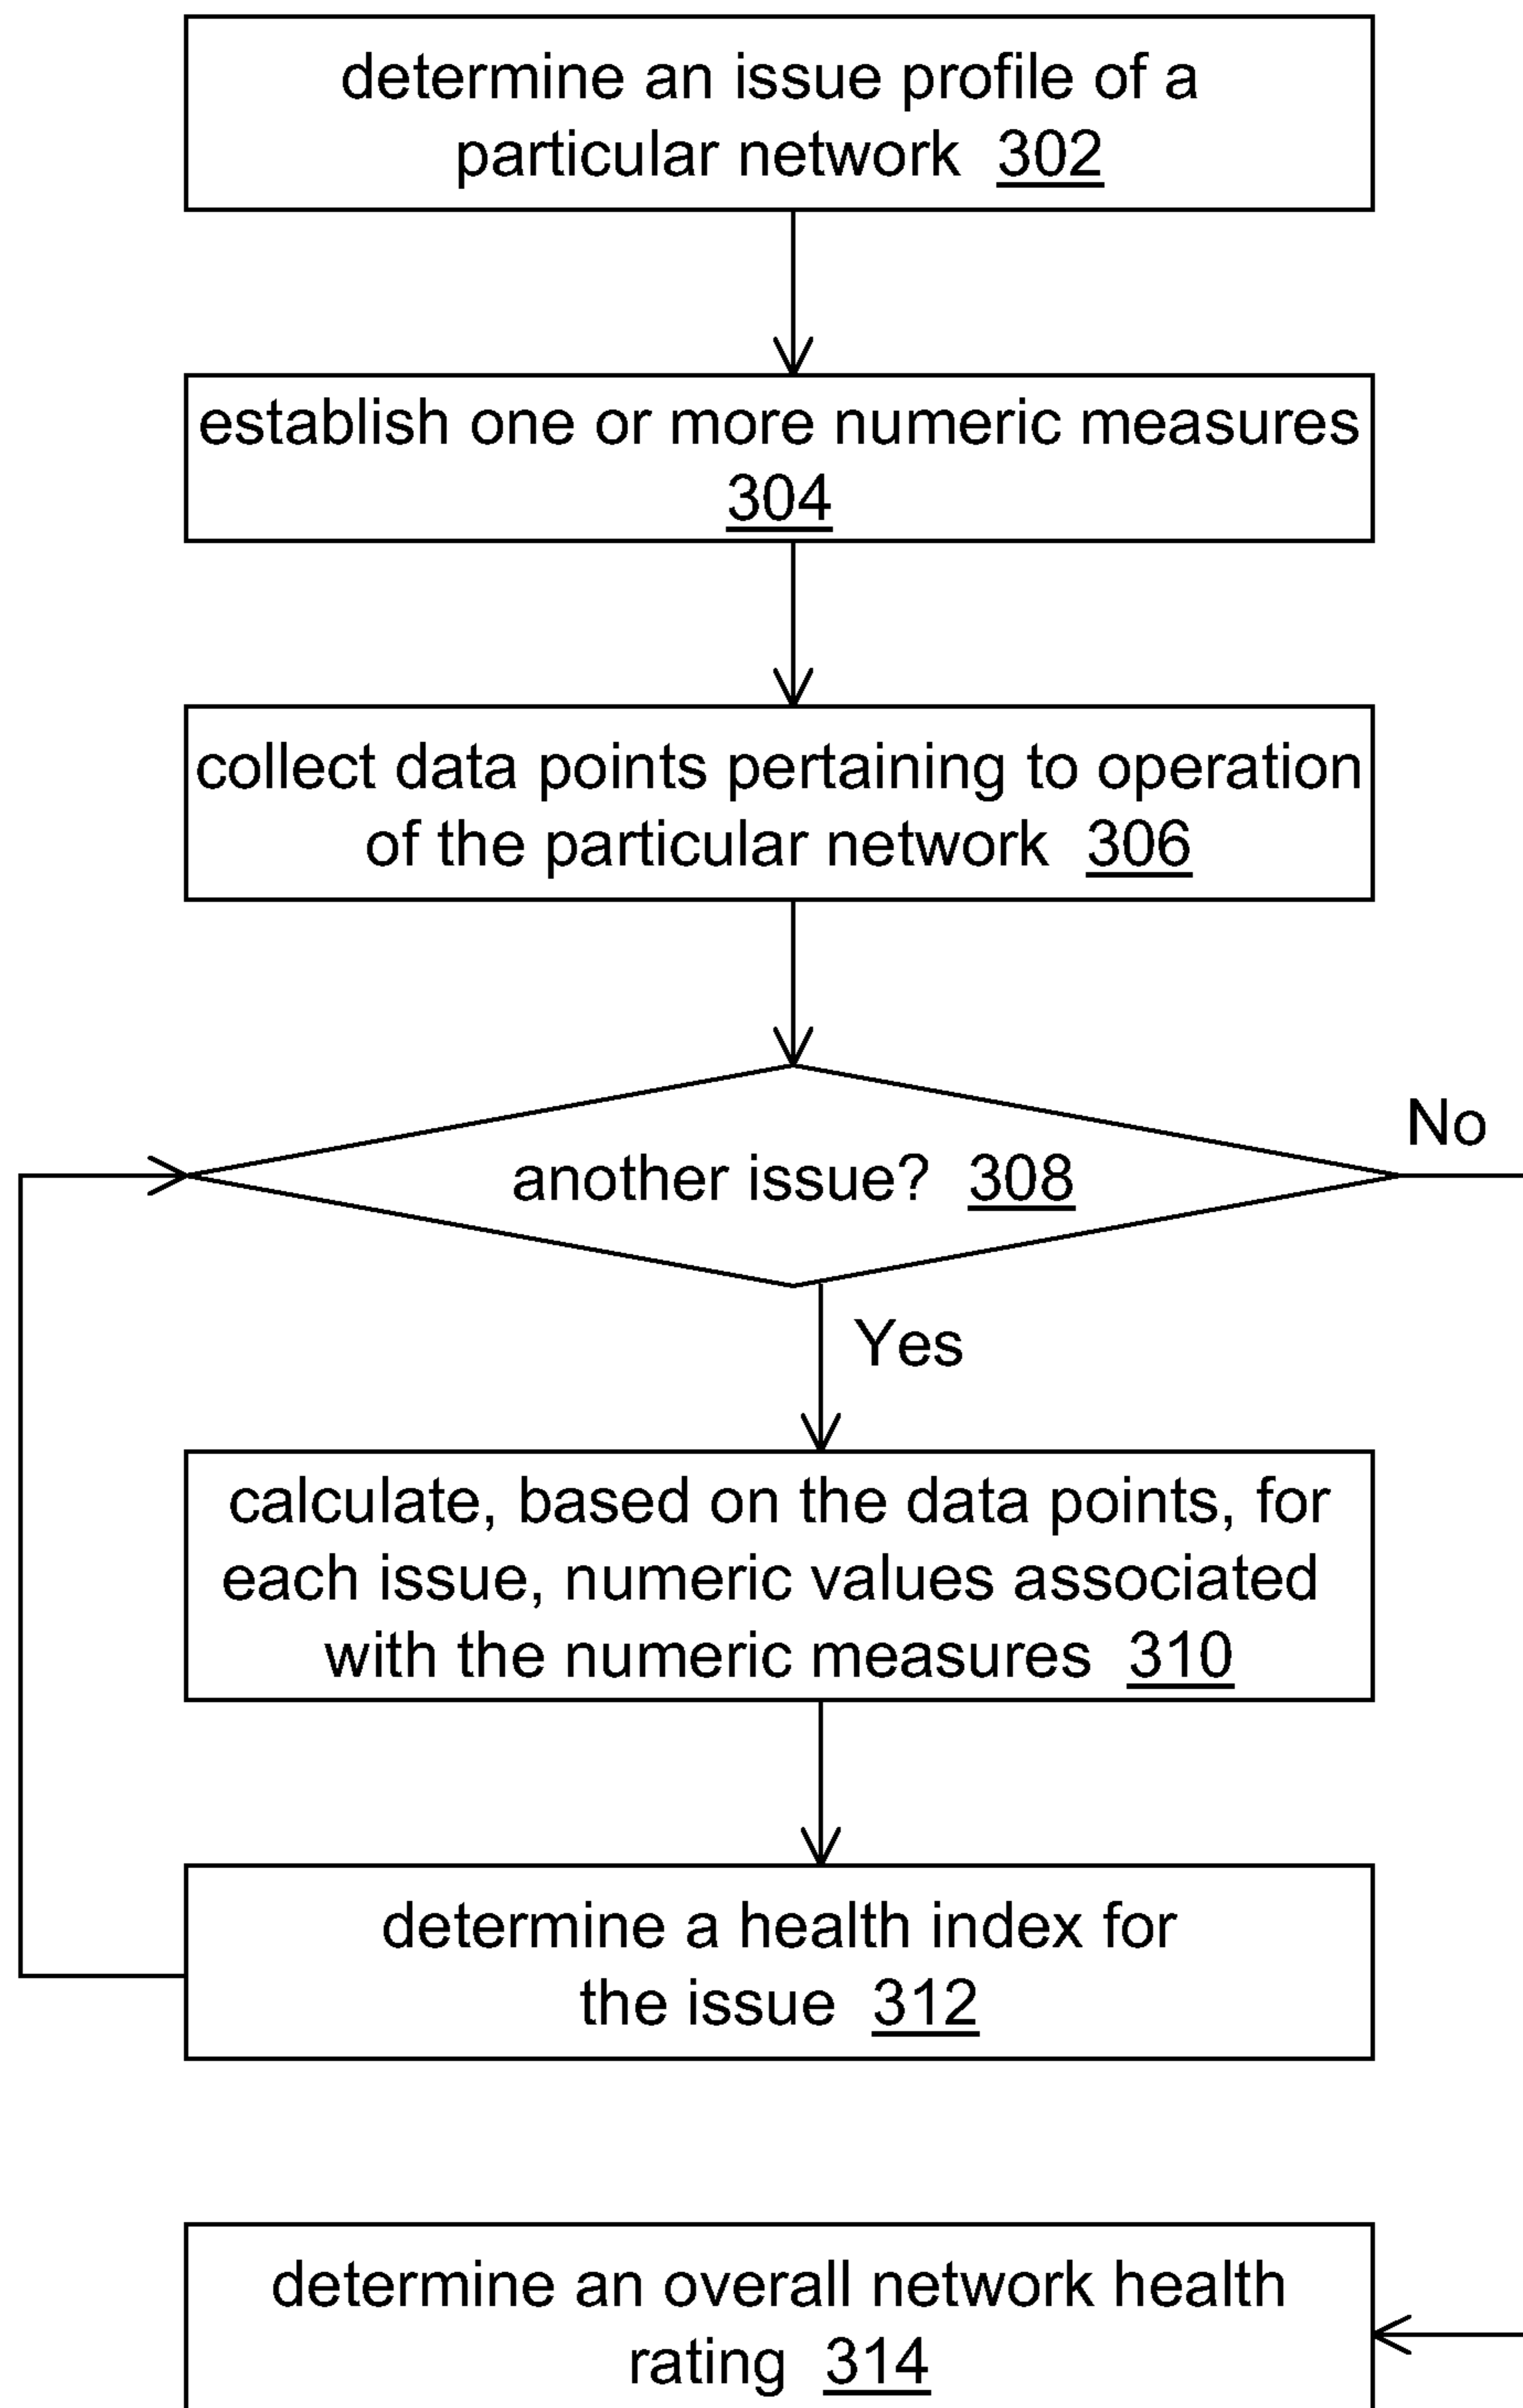 determine an issue profile of a
particular network 302
establish one or more numeric measures
304
collect data points pertaining to operation
of the particular network 306
another issue? 308
No
Yes
calculate, based on the data points, for
each issue, numeric values associated
with the numeric measures 310
determine a health index for
the issue 312
determine an overall network health
rating 314